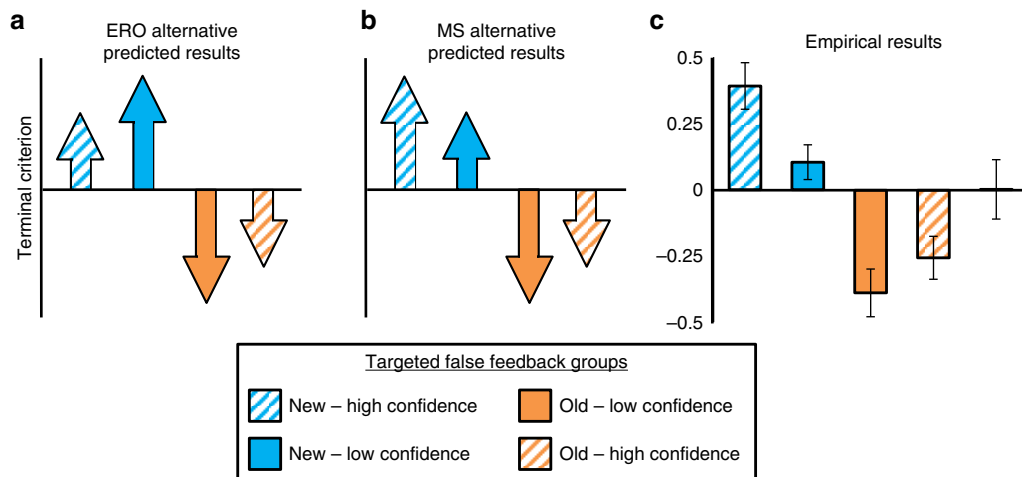 a
ERO alternative
predicted results
b
MS alternative
predicted results
c
Empirical results
Terminal criterion
0.5
0.25
0
–0.25
–0.5
Targeted false feedback groups
New – high confidence
Old – low confidence
New – low confidence
Old – high confidence